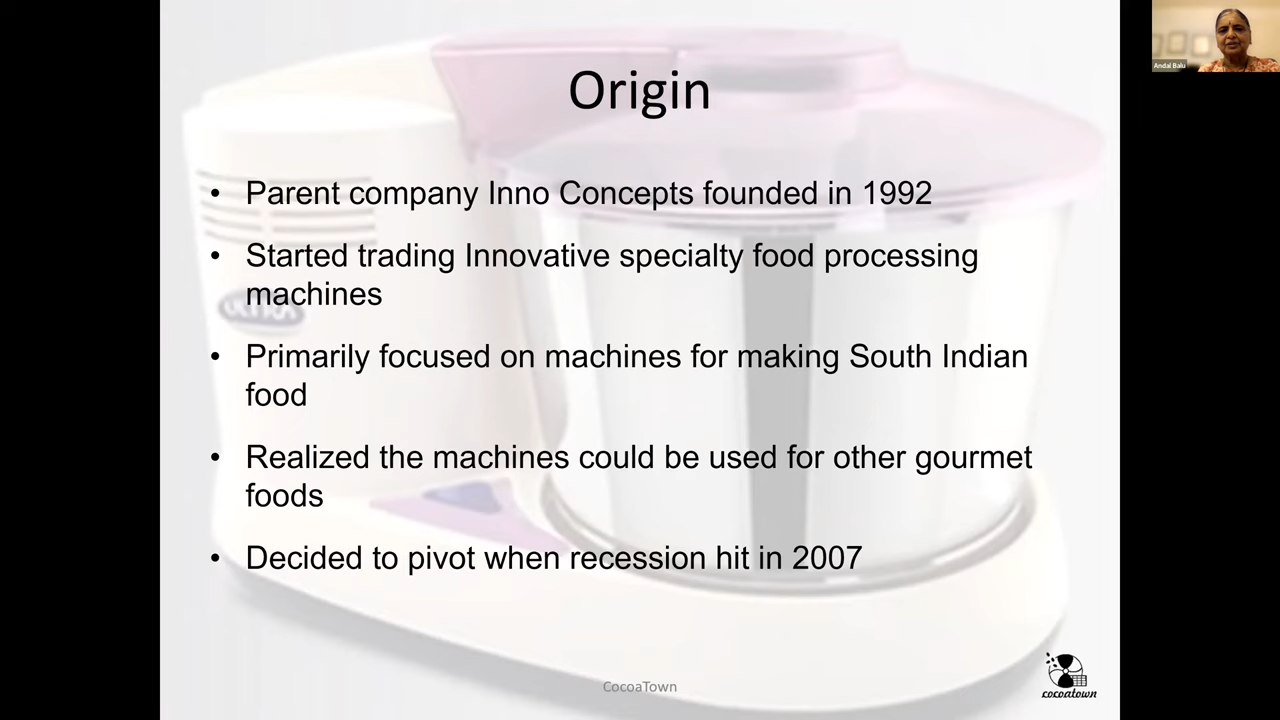 Origin
• Parent company Inno Concepts founded in 1992
• Started trading Innovative specialty food processing
machines
• Primarily focused on machines for making South Indian
food
• Realized the machines could be used for other gourmet
foods
• Decided to pivot when recession hit in 2007
ULTRA
CocoaTown
cocoatown
Andal Balu